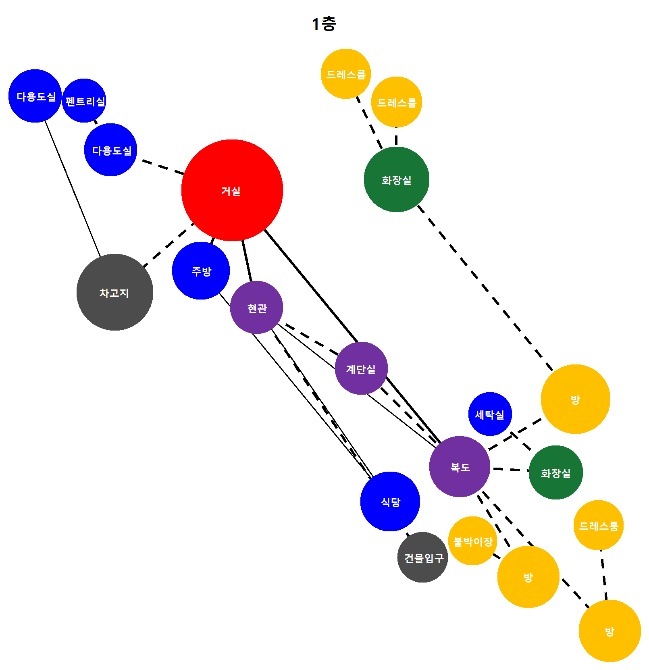 1층
드레스룸
다용도실
펜트리실
드레스룸
다용도실
화장실
거실
주방
차고지
현관
계단실
방
세탁실
복도
화장실
식당
드레스룸
붙박이장
건물입구
방
방